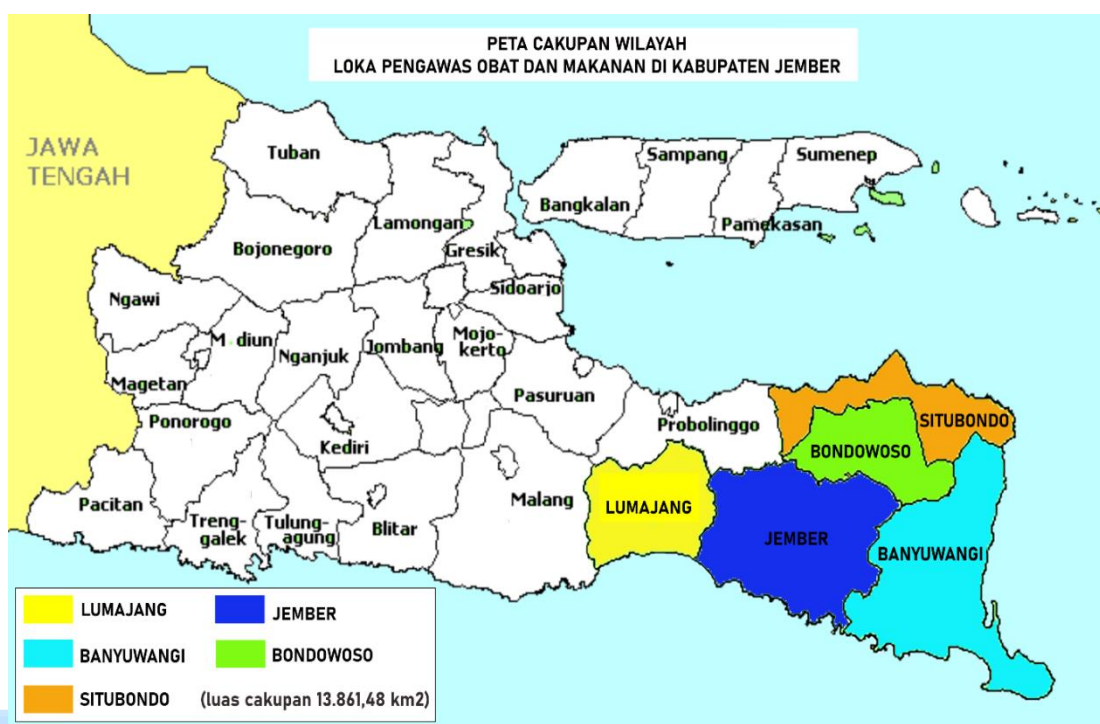 PETA CAKUPAN WILAYAH
LOKA PENGAWAS OBAT DAN MAKANAN DI KABUPATEN JEMBER
JAWA
TENGAH
Tuban
Lamongan
Bojonegoro
Gresik
Bangkalan
Sampang
Pamekasan
Sumenep
Ngawi
M diun
Magetan
Nganjuk
Jombang
Mojo-
kerto
Sidoarjo
Ponorogo
Kediri
Pasuruan
Probolinggo
SITUBONDO
BONDOWOSO
Pacitan
Treng-
galek
Tulung-
agung
Blitar
Malang
LUMAJANG
JEMBER
BANYUWANGI
LUMAJANG
JEMBER
BANYUWANGI
BONDOWOSO
SITUBONDO (luas cakupan 13.861,48 km2)